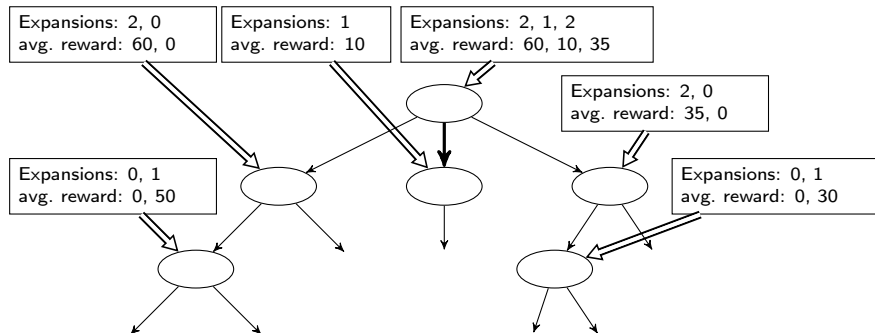 Expansions: 2, 0
avg. reward: 60, 0
Expansions: 1
avg. reward: 10
Expansions: 2, 1, 2
avg. reward: 60, 10, 35
Expansions: 2, 0
avg. reward: 35, 0
Expansions: 0, 1
avg. reward: 0, 50
Expansions: 0, 1
avg. reward: 0, 30